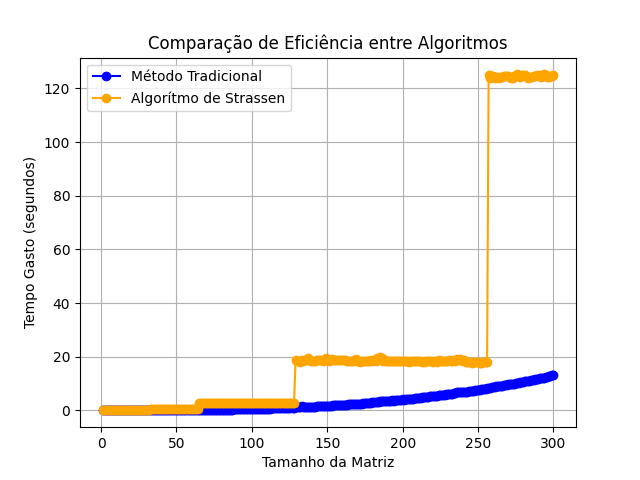 Comparação de Eficiência entre Algoritmos
Método Tradicional
Algorítmo de Strassen
Tempo Gasto (segundos)
120
100
80
60
40
20
0
0 50 100 150 200 250 300
Tamanho da Matriz